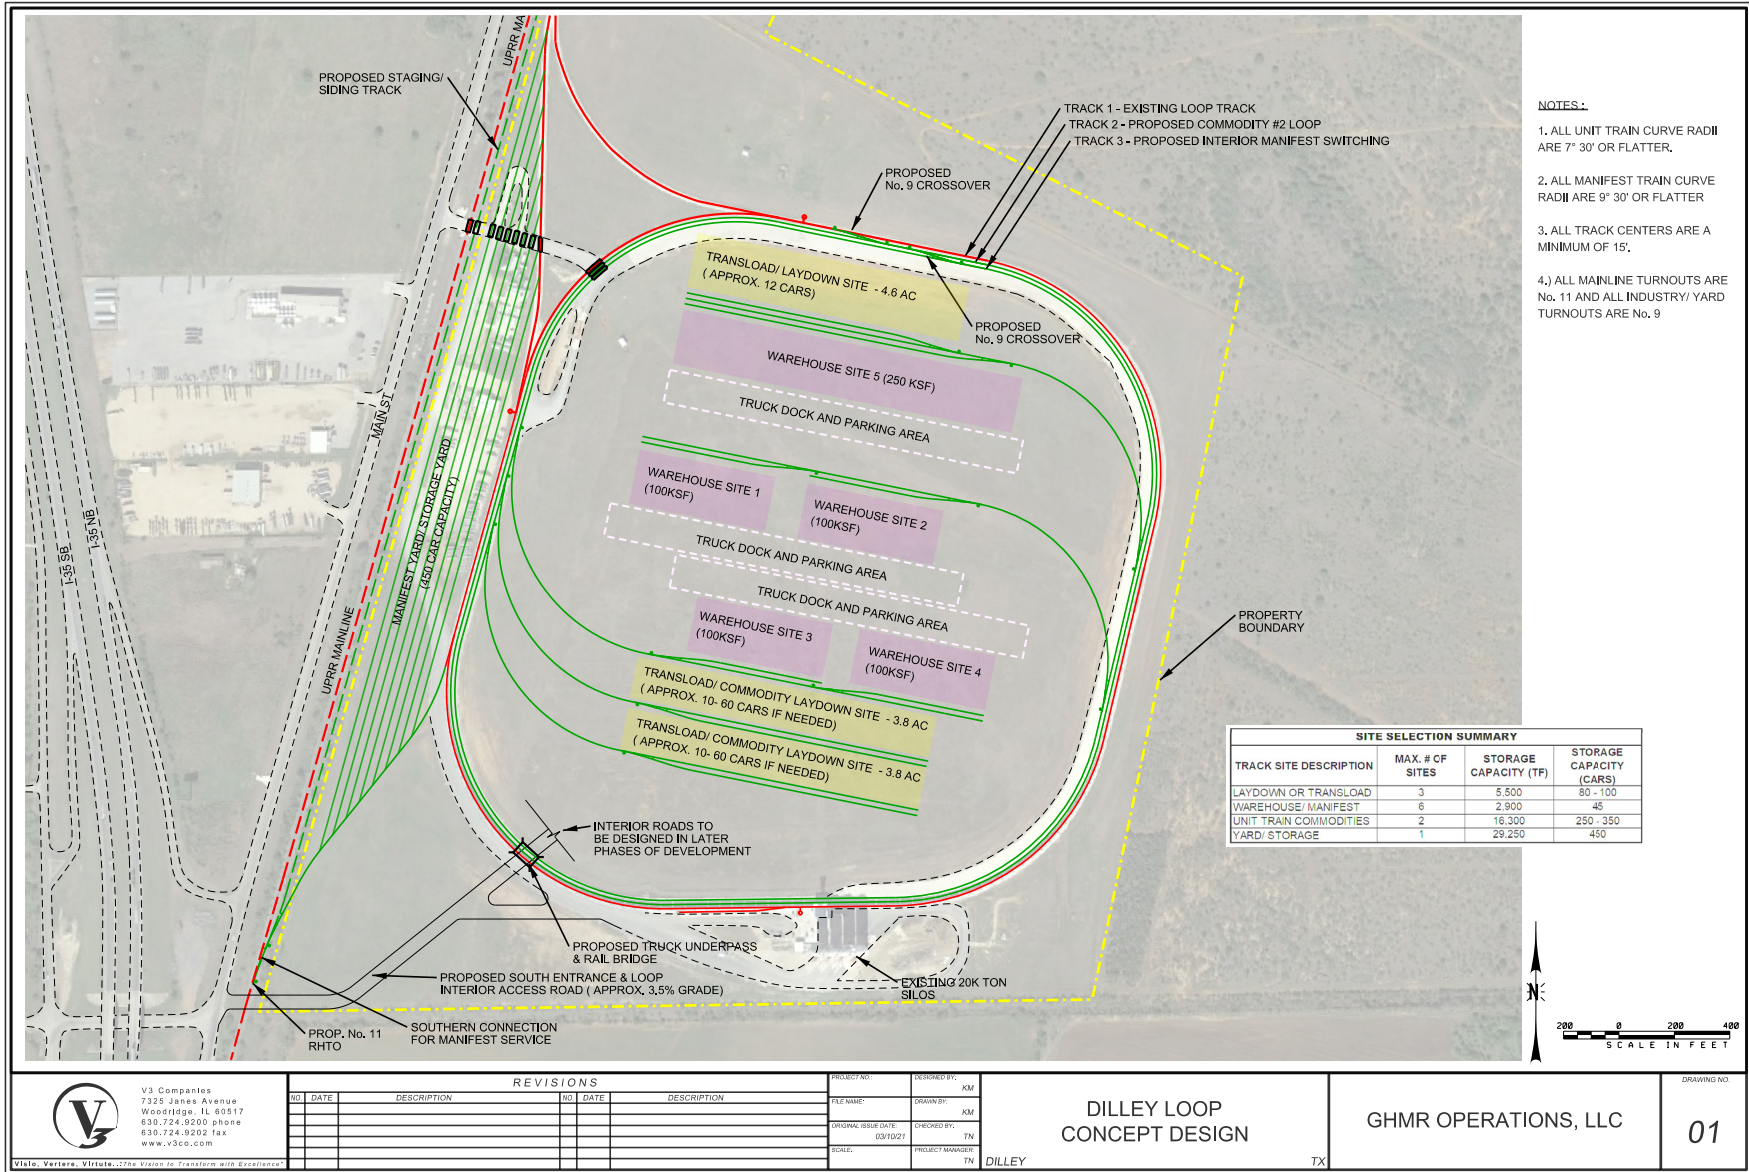 PROPOSED STAGING/
SIDING TRACK
UPRR MA
TRACK 1 - EXISTING LOOP TRACK
TRACK 2 - PROPOSED COMMODITY #2 LOOP
TRACK 3 - PROPOSED INTERIOR MANIFEST SWITCHING
PROPOSED
No. 9 CROSSOVER
TRANSLOAD/ LAYDOWN SITE - 4.6 AC
( APPROX. 12 CARS)
PROPOSED
No. 9 CROSSOVER
WAREHOUSE SITE 5 (250 KSF)
TRUCK DOCK AND PARKING AREA
MAIN ST
MANIFEST YARD/ STORAGE YARD
(450 CAR CAPACITY)
WAREHOUSE SITE 1
(100KSF)
WAREHOUSE SITE 2
(100KSF)
I-35 SB
I-35 NB
TRUCK DOCK AND PARKING AREA
TRUCK DOCK AND PARKING AREA
UPRR MAINLINE
WAREHOUSE SITE 3
(100KSF)
WAREHOUSE SITE 4
(100KSF)
PROPERTY
BOUNDARY
TRANSLOAD/ COMMODITY LAYDOWN SITE - 3.8 AC
( APPROX. 10- 60 CARS IF NEEDED)
TRANSLOAD/ COMMODITY LAYDOWN SITE - 3.8 AC
( APPROX. 10- 60 CARS IF NEEDED)
INTERIOR ROADS TO
BE DESIGNED IN LATER
PHASES OF DEVELOPMENT
PROPOSED TRUCK UNDERPASS
& RAIL BRIDGE
PROPOSED SOUTH ENTRANCE & LOOP
INTERIOR ACCESS ROAD ( APPROX. 3.5% GRADE)
EXISTING 20K TON
SILOS
SOUTHERN CONNECTION
FOR MANIFEST SERVICE
PROP. No. 11
RHTO
NOTES :
1. ALL UNIT TRAIN CURVE RADII
ARE 7° 30' OR FLATTER.
2. ALL MANIFEST TRAIN CURVE
RADII ARE 9° 30' OR FLATTER
3. ALL TRACK CENTERS ARE A
MINIMUM OF 15'.
4.) ALL MAINLINE TURNOUTS ARE
No. 11 AND ALL INDUSTRY/ YARD
TURNOUTS ARE No. 9
SITE SELECTION SUMMARY
TRACK SITE DESCRIPTION MAX. # OF SITES STORAGE CAPACITY (TF) STORAGE CAPACITY (CARS)
LAYDOWN OR TRANSLOAD 3 5,500 80 - 100
WAREHOUSE/ MANIFEST 6 2,900 45
UNIT TRAIN COMMODITIES 2 16,300 250 - 350
YARD/ STORAGE 1 29,250 450
N
200 0 200 400
SCALE IN FEET
V3
V3 Companies
7325 Janes Avenue
Woodridge, IL 60517
630.724.9200 phone
630.724.9202 fax
www.v3co.com
Visio, Vertere, Virtute... "The Vision to Transform with Excellence"
REVISIONS
NO. DATE DESCRIPTION NO. DATE DESCRIPTION
PROJECT NO.: DESIGNED BY: KM
FILE NAME: DRAWN BY: KM
ORIGINAL ISSUE DATE: 03/10/21 CHECKED BY: TN
SCALE: PROJECT MANAGER: TN
DILLEY LOOP
CONCEPT DESIGN
DILLEY TX
GHMR OPERATIONS, LLC
DRAWING NO.
01